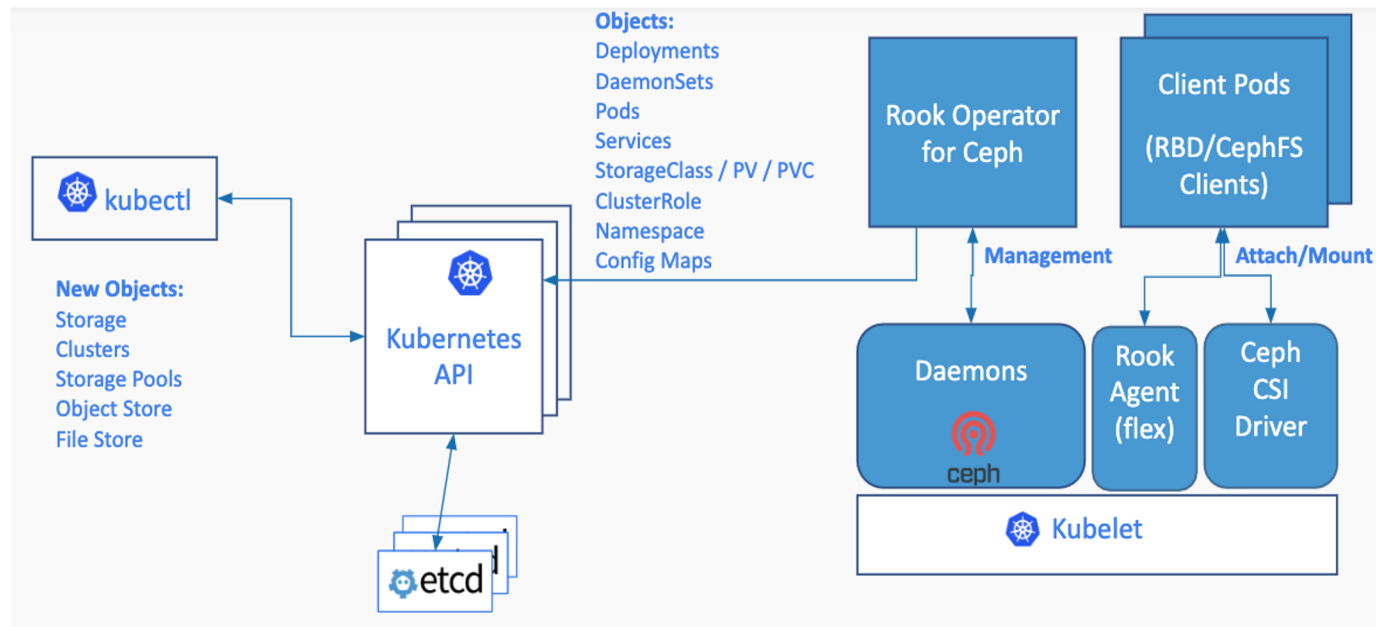 Objects:
Deployments
DaemonSets
Pods
Services
StorageClass / PV / PVC
ClusterRole
Namespace
Config Maps
Rook Operator
for Ceph
Client Pods
(RBD/CephFS
Clients)
kubectl
New Objects:
Storage
Clusters
Storage Pools
Object Store
File Store
Kubernetes
API
Management
Attach/Mount
Daemons
ceph
Rook
Agent
(flex)
Ceph
CSI
Driver
Kubelet
etcd